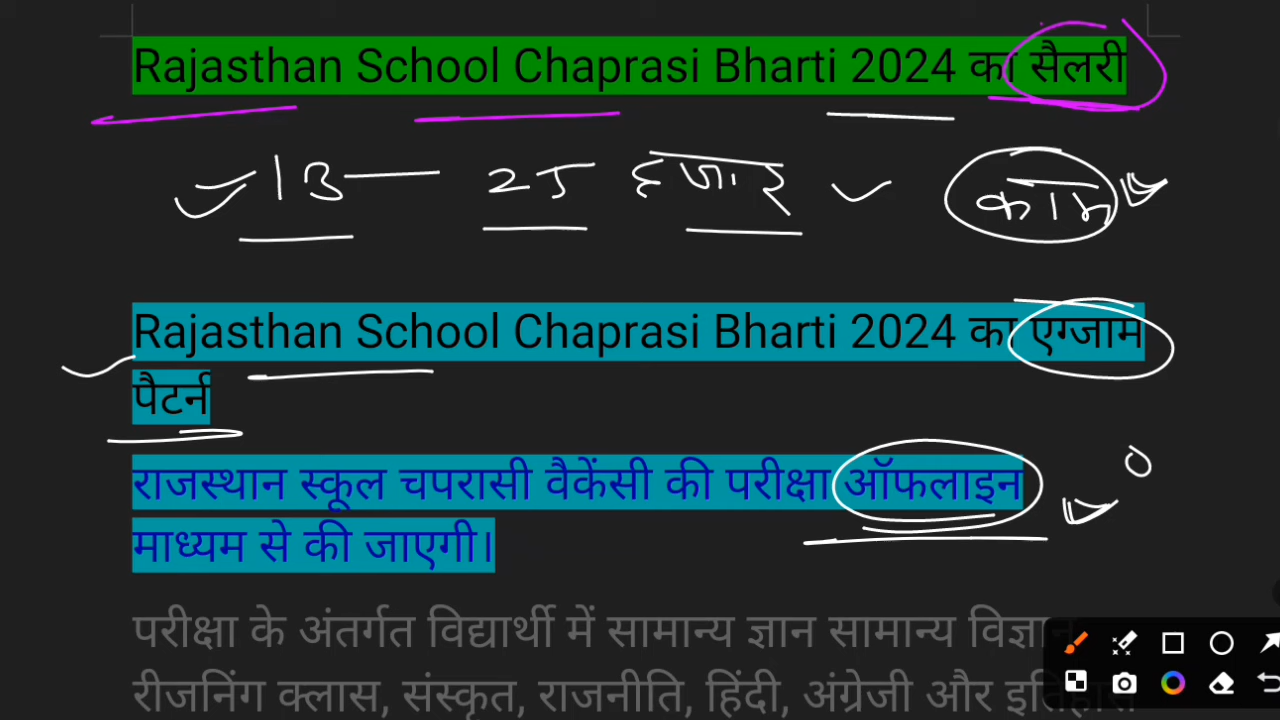 Rajasthan School Chaprasi Bharti 2024 का सैलरी
13 — 25 हजार काम
Rajasthan School Chaprasi Bharti 2024 का एग्जाम
पैटर्न
राजस्थान स्कूल चपरासी वैकेंसी की परीक्षा ऑफलाइन
माध्यम से की जाएगी।
परीक्षा के अंतर्गत विद्यार्थी में सामान्य ज्ञान सामान्य विज्ञान
रीजनिंग क्लास, संस्कृत, राजनीति, हिंदी, अंग्रेजी और इतिहास